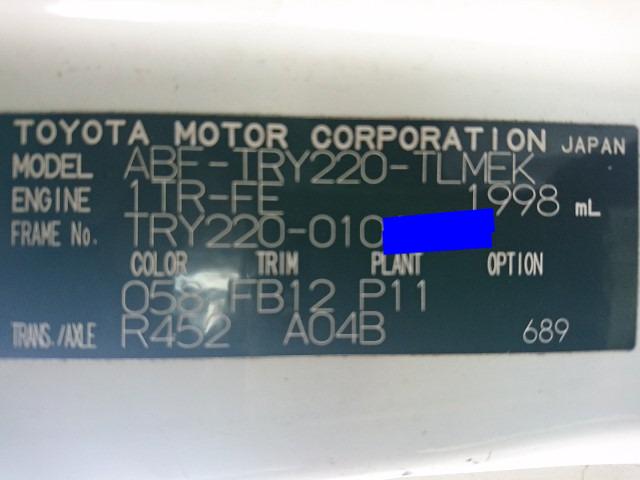 TOYOTA MOTOR CORPORATION JAPAN
MODEL ABF-TRY220-TLMEK
ENGINE 1TR-FE 1998 mL
FRAME No. TRY220-010
COLOR TRIM PLANT OPTION
058 FB12 P11
TRANS./AXLE R452 A04B 689